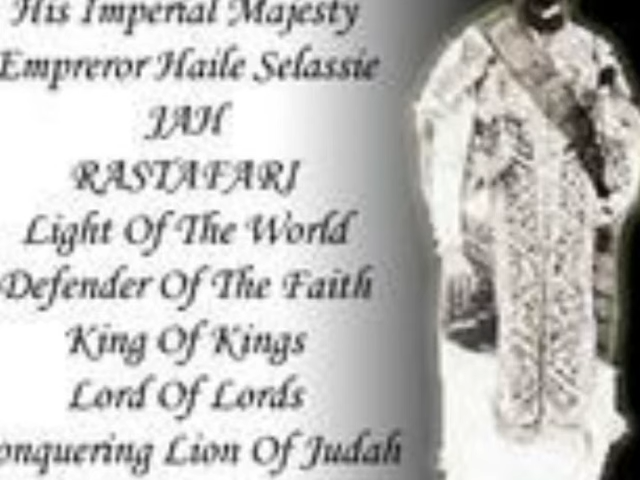 His Imperial Majesty
Empreror Haile Selassie
JAH
RASTAFARI
Light Of The World
Defender Of The Faith
King Of Kings
Lord Of Lords
onquering Lion Of Judah